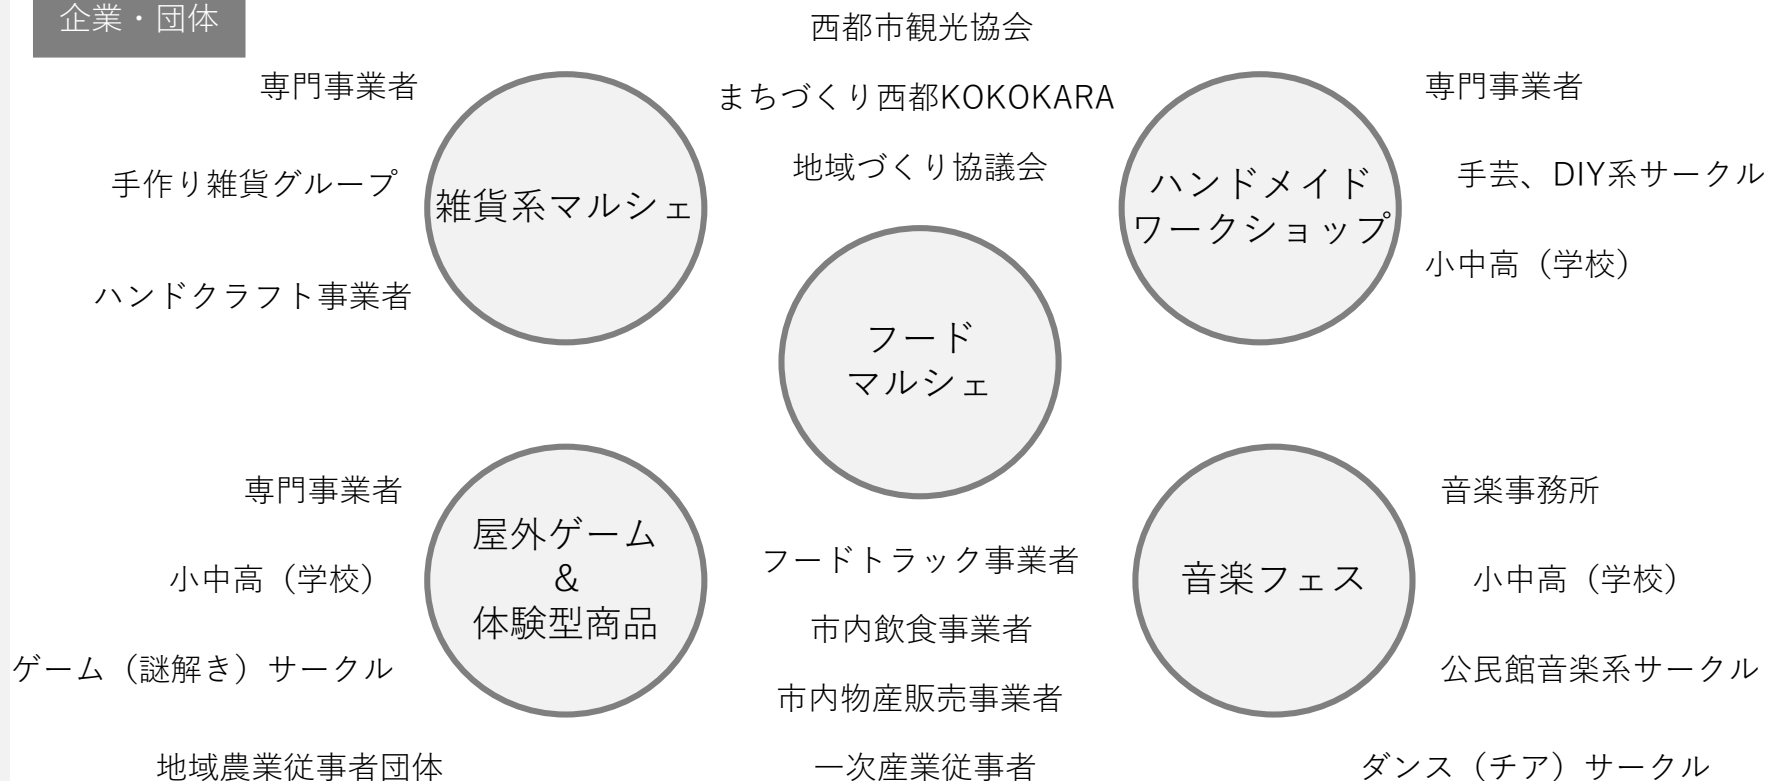 企業・団体
専門事業者
手作り雑貨グループ
ハンドクラフト事業者
雑貨系マルシェ
西都市観光協会
まちづくり西都KOKOKARA
地域づくり協議会
フード
マルシェ
ハンドメイド
ワークショップ
専門事業者
手芸、DIY系サークル
小中高（学校）
専門事業者
小中高（学校）
ゲーム（謎解き）サークル
地域農業従事者団体
屋外ゲーム
&
体験型商品
フードトラック事業者
市内飲食事業者
市内物産販売事業者
一次産業従事者
音楽フェス
音楽事務所
小中高（学校）
公民館音楽系サークル
ダンス（チア）サークル